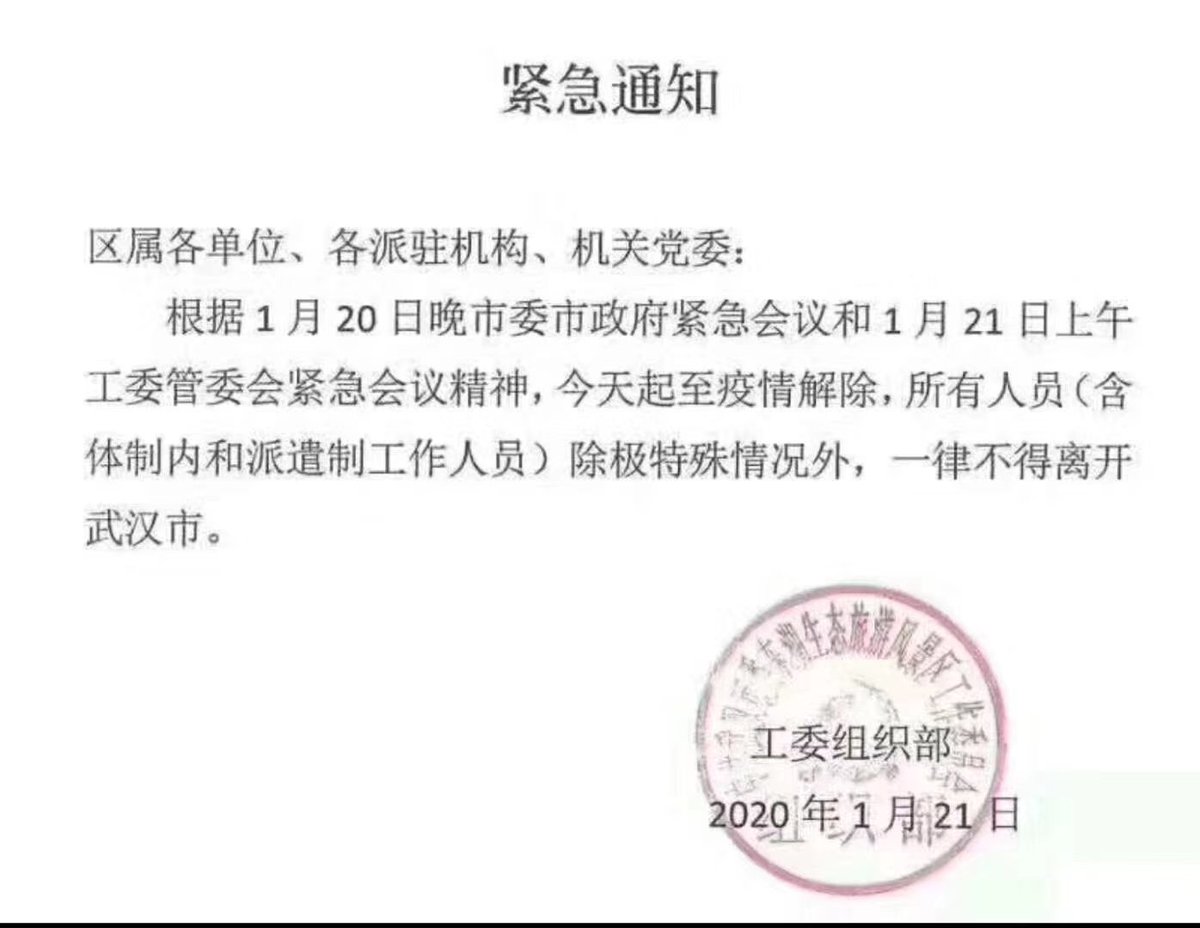 紧急通知
区属各单位、各派驻机构、机关党委：
根据 1 月 20 日晚市委市政府紧急会议和 1 月 21 日上午
工委管委会紧急会议精神，今天起至疫情解除，所有人员（含
体制内和派遣制工作人员）除极特殊情况外，一律不得离开
武汉市。
东湖生态旅游风景区工作委员会
工委组织部
2020 年 1 月 21 日
组织部